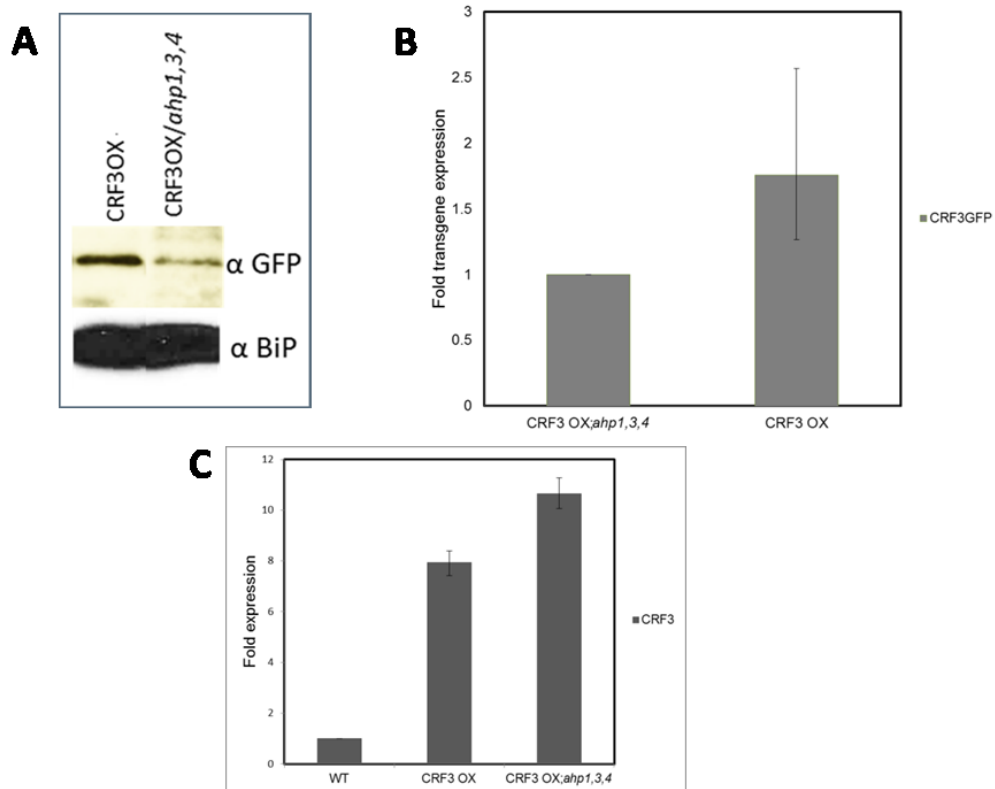 A
CRF3OX
CRF3OX/ahp1,3,4
α GFP
α BiP
B
Fold transgene expression
3
2.5
2
1.5
1
0.5
0
CRF3 OX;ahp1,3,4
CRF3 OX
CRF3GFP
C
Fold expression
12
10
8
6
4
2
0
WT
CRF3 OX
CRF3 OX;ahp1,3,4
CRF3